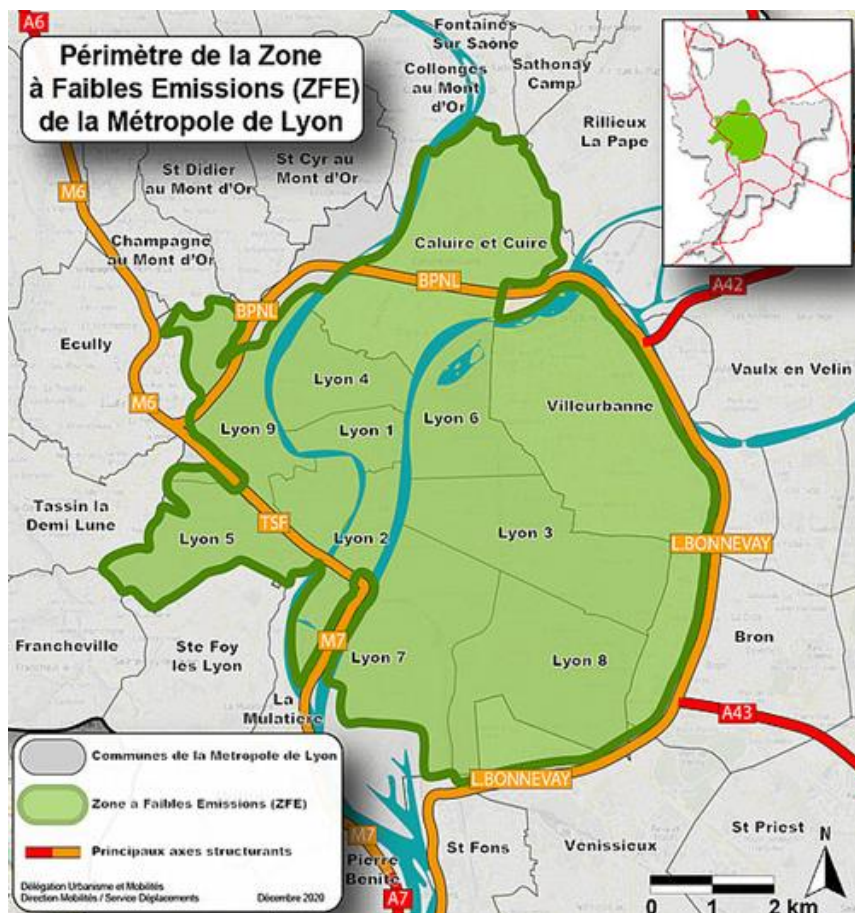 A6
Périmètre de la Zone
à Faibles Emissions (ZFE)
de la Métropole de Lyon
Fontaines
Sur Saône
Collonges
au Mont
d'Or
Sathonay
Camp
Rillieux
La Pape
M6
St Didier
au Mont d'Or
St Cyr au
Mont d'Or
Champagne
au Mont d'Or
Caluire et Cuire
BPNL
BPNL
A42
Ecully
Vaulx en Velin
Lyon 4
M6
Villeurbanne
Lyon 9
Lyon 1
Lyon 6
Tassin la
Demi Lune
TSF
Lyon 5
Lyon 2
Lyon 3
L.BONNEVAY
Francheville
Ste Foy
lès Lyon
M7
Lyon 7
Lyon 8
Bron
La
Mulatière
A43
L.BONNEVAY
Communes de la Metropole de Lyon
Zone a Faibles Emissions (ZFE)
Principaux axes structurants
Délégation Urbanisme et Mobilités
Direction Mobilités / Service Déplacements
Décembre 2020
M7
Pierre
Benite
A7
St Fons
Vénissieux
St Priest
N
0 1 2 km